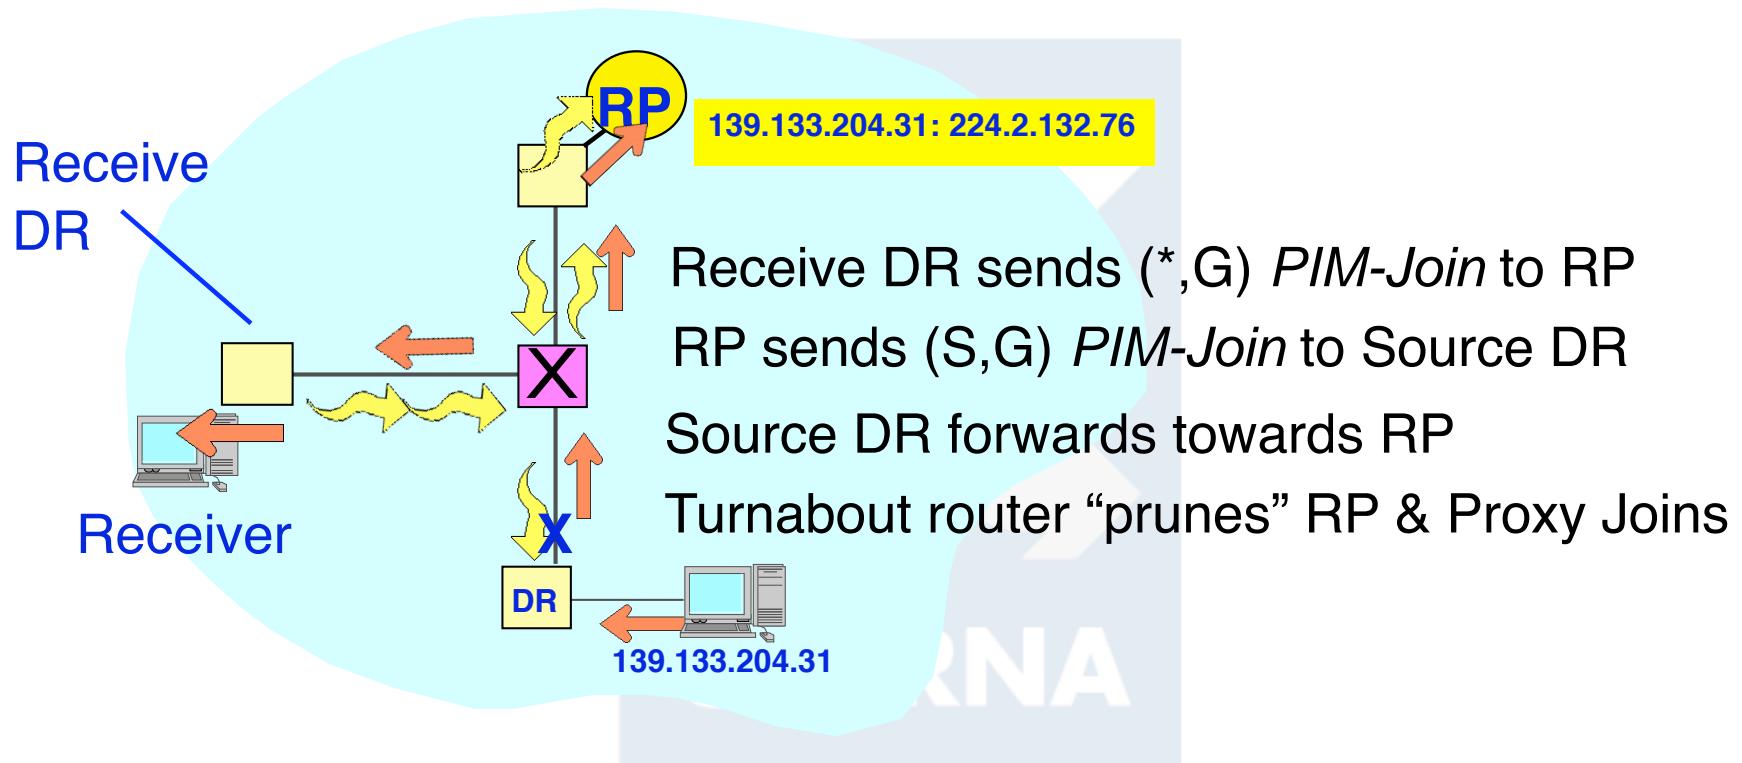 RP
139.133.204.31: 224.2.132.76
Receive
DR
Receive DR sends (*,G) PIM-Join to RP
RP sends (S,G) PIM-Join to Source DR
X
Source DR forwards towards RP
Turnabout router “prunes” RP & Proxy Joins
Receiver
X
DR
139.133.204.31
RNA